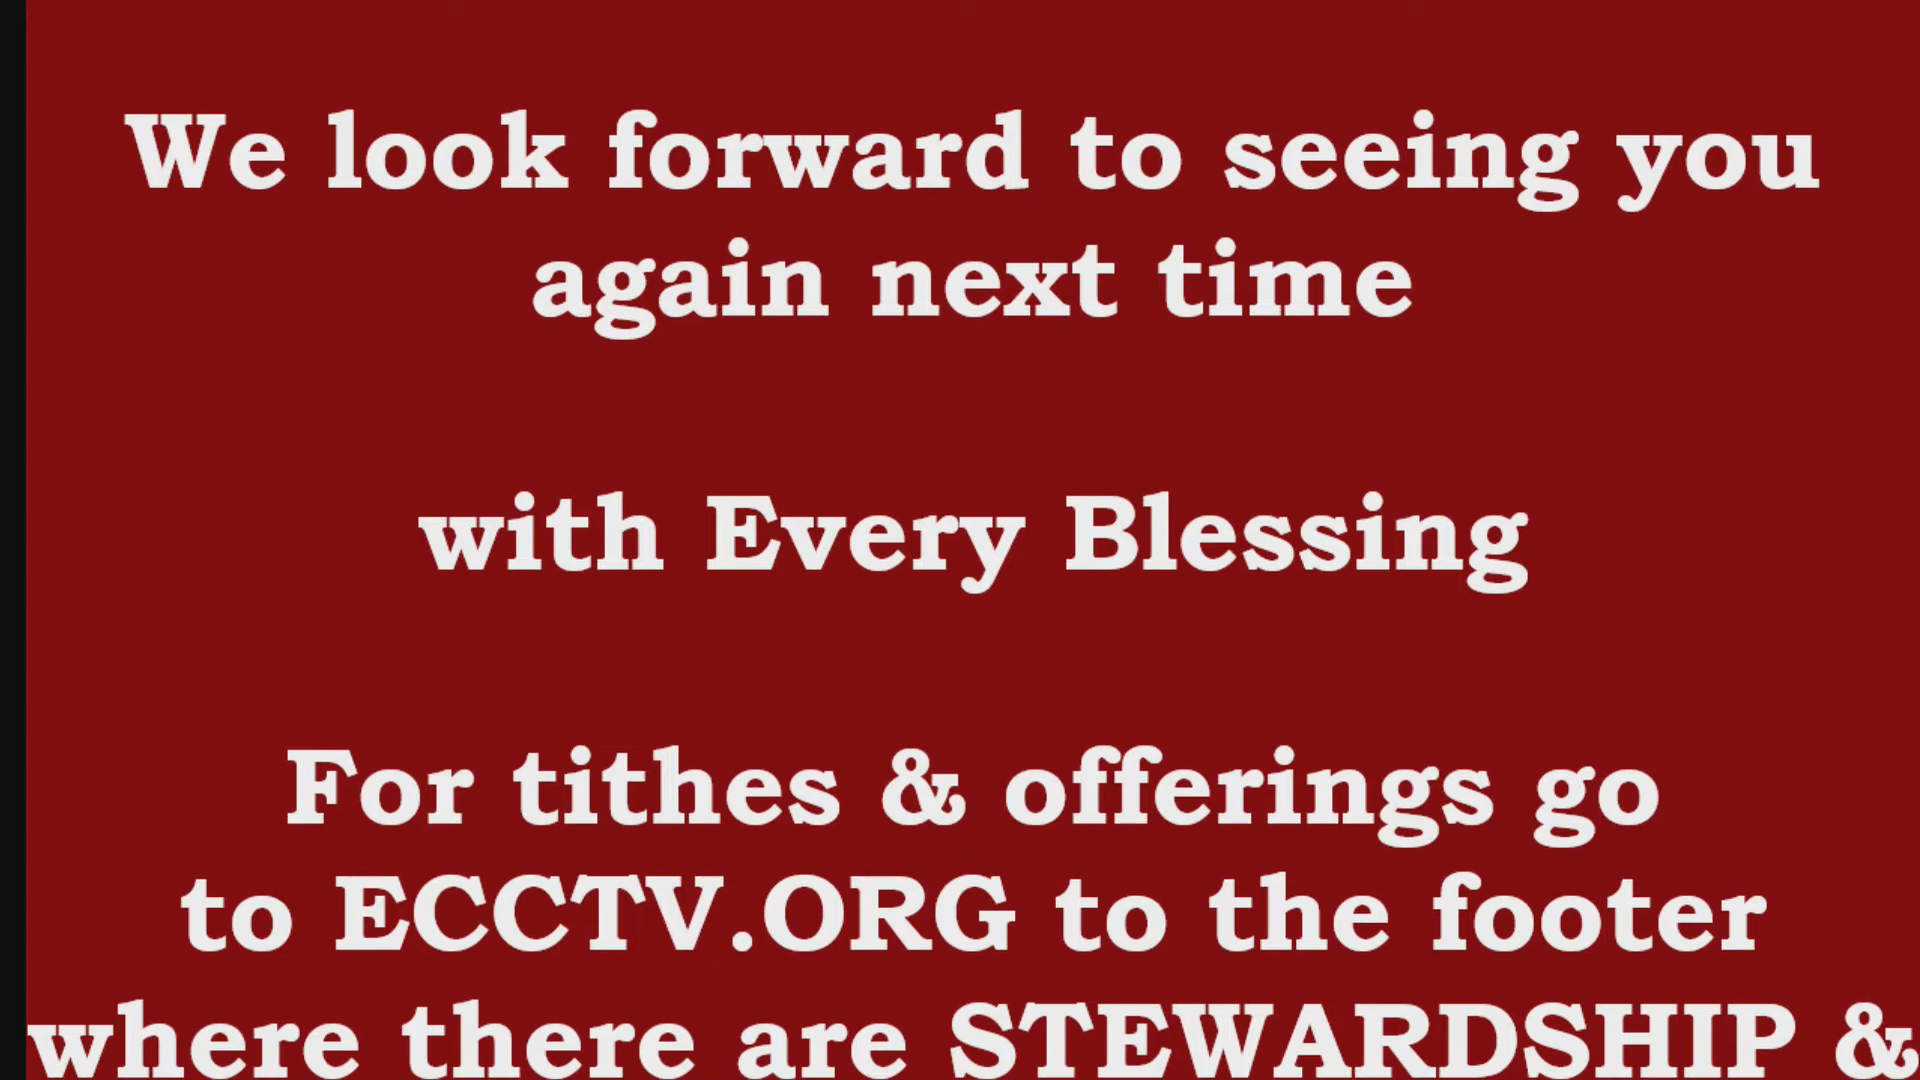 We look forward to seeing you
again next time
with Every Blessing
For tithes & offerings go
to ECCTV.ORG to the footer
where there are STEWARDSHIP &